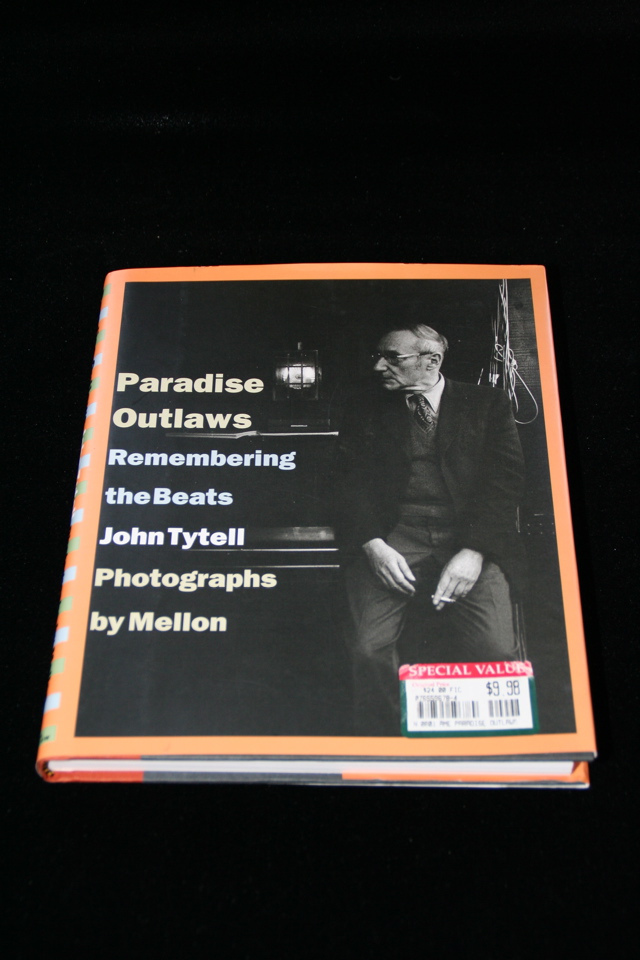 Paradise
Outlaws
Remembering
the Beats
John Tytell
Photographs
by Mellon
SPECIAL VALUE
$9.98